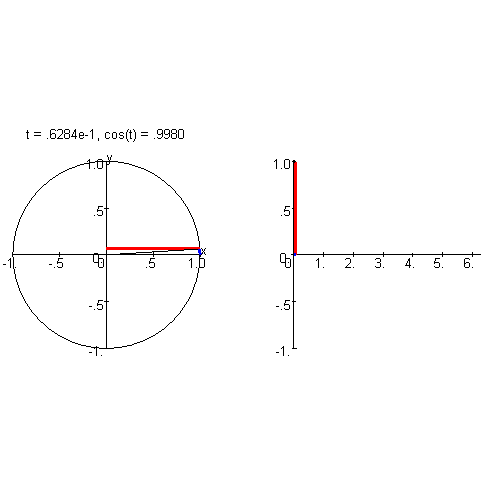 t = .6284e-1, cos(t) = .9980
y
1.0
.5
x
-1. -.5 0 0 .5 1.0
-.5
-1.
1.0
.5
0
0 1. 2. 3. 4. 5. 6.
-.5
-1.